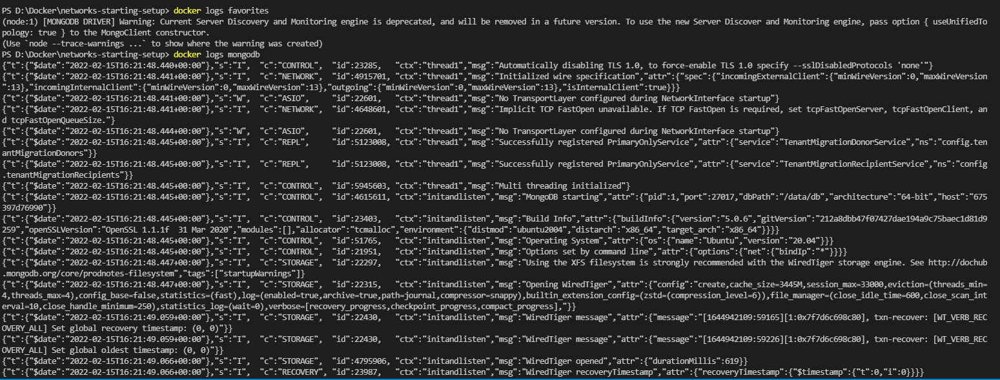 PS D:\Docker\networks-starting-setup> docker logs favorites
(node:1) [MONGODB DRIVER] Warning: Current Server Discovery and Monitoring engine is deprecated, and will be removed in a future version. To use the new Server Discover and Monitoring engine, pass option { useUnifiedTo
pology: true } to the MongoClient constructor.
(Use `node --trace-warnings ...` to show where the warning was created)
PS D:\Docker\networks-starting-setup> docker logs mongodb
{"t":{"$date":"2022-02-15T16:21:48.440+00:00"},"s":"I",  "c":"CONTROL",  "id":23285,   "ctx":"thread1","msg":"Automatically disabling TLS 1.0, to force-enable TLS 1.0 specify --sslDisabledProtocols 'none'"}
{"t":{"$date":"2022-02-15T16:21:48.441+00:00"},"s":"I",  "c":"NETWORK",  "id":4915701, "ctx":"thread1","msg":"Initialized wire specification","attr":{"spec":{"incomingExternalClient":{"minWireVersion":0,"maxWireVersion
":13},"incomingInternalClient":{"minWireVersion":0,"maxWireVersion":13},"outgoing":{"minWireVersion":0,"maxWireVersion":13},"isInternalClient":true}}}
{"t":{"$date":"2022-02-15T16:21:48.441+00:00"},"s":"W",  "c":"ASIO",     "id":22601,   "ctx":"thread1","msg":"No TransportLayer configured during NetworkInterface startup"}
{"t":{"$date":"2022-02-15T16:21:48.441+00:00"},"s":"I",  "c":"NETWORK",  "id":4648601, "ctx":"thread1","msg":"Implicit TCP FastOpen unavailable. If TCP FastOpen is required, set tcpFastOpenServer, tcpFastOpenClient, an
d tcpFastOpenQueueSize."}
{"t":{"$date":"2022-02-15T16:21:48.444+00:00"},"s":"W",  "c":"ASIO",     "id":22601,   "ctx":"thread1","msg":"No TransportLayer configured during NetworkInterface startup"}
{"t":{"$date":"2022-02-15T16:21:48.445+00:00"},"s":"I",  "c":"REPL",     "id":5123008, "ctx":"thread1","msg":"Successfully registered PrimaryOnlyService","attr":{"service":"TenantMigrationDonorService","ns":"config.ten
antMigrationDonors"}}
{"t":{"$date":"2022-02-15T16:21:48.445+00:00"},"s":"I",  "c":"REPL",     "id":5123008, "ctx":"thread1","msg":"Successfully registered PrimaryOnlyService","attr":{"service":"TenantMigrationRecipientService","ns":"config
.tenantMigrationRecipients"}}
{"t":{"$date":"2022-02-15T16:21:48.445+00:00"},"s":"I",  "c":"CONTROL",  "id":5945603, "ctx":"thread1","msg":"Multi threading initialized"}
{"t":{"$date":"2022-02-15T16:21:48.445+00:00"},"s":"I",  "c":"CONTROL",  "id":4615611, "ctx":"initandlisten","msg":"MongoDB starting","attr":{"pid":1,"port":27017,"dbPath":"/data/db","architecture":"64-bit","host":"675
397d76990"}}
{"t":{"$date":"2022-02-15T16:21:48.445+00:00"},"s":"I",  "c":"CONTROL",  "id":23403,   "ctx":"initandlisten","msg":"Build Info","attr":{"buildInfo":{"version":"5.0.6","gitVersion":"212a8dbb47f07427dae194a9c75baec1d81d9
259","openSSLVersion":"OpenSSL 1.1.1f  31 Mar 2020","modules":[],"allocator":"tcmalloc","environment":{"distmod":"ubuntu2004","distarch":"x86_64","target_arch":"x86_64"}}}}
{"t":{"$date":"2022-02-15T16:21:48.445+00:00"},"s":"I",  "c":"CONTROL",  "id":51765,   "ctx":"initandlisten","msg":"Operating System","attr":{"os":{"name":"Ubuntu","version":"20.04"}}}
{"t":{"$date":"2022-02-15T16:21:48.445+00:00"},"s":"I",  "c":"CONTROL",  "id":21951,   "ctx":"initandlisten","msg":"Options set by command line","attr":{"options":{"net":{"bindIp":"*"}}}}
{"t":{"$date":"2022-02-15T16:21:48.447+00:00"},"s":"I",  "c":"STORAGE",  "id":22297,   "ctx":"initandlisten","msg":"Using the XFS filesystem is strongly recommended with the WiredTiger storage engine. See http://dochub
.mongodb.org/core/prodnotes-filesystem","tags":["startupWarnings"]}
{"t":{"$date":"2022-02-15T16:21:48.447+00:00"},"s":"I",  "c":"STORAGE",  "id":22315,   "ctx":"initandlisten","msg":"Opening WiredTiger","attr":{"config":"create,cache_size=3445M,session_max=33000,eviction=(threads_min=
4,threads_max=4),config_base=false,statistics=(fast),log=(enabled=true,archive=true,path=journal,compressor=snappy),builtin_extension_config=(zstd=(compression_level=6)),file_manager=(close_idle_time=600,close_scan_int
erval=10,close_handle_minimum=250),statistics_log=(wait=0),verbose=[recovery_progress,checkpoint_progress,compact_progress],"}}
{"t":{"$date":"2022-02-15T16:21:49.059+00:00"},"s":"I",  "c":"STORAGE",  "id":22430,   "ctx":"initandlisten","msg":"WiredTiger message","attr":{"message":"[1644942109:59165][1:0x7f7d6c698c80], txn-recover: [WT_VERB_REC
OVERY_ALL] Set global recovery timestamp: (0, 0)"}}
{"t":{"$date":"2022-02-15T16:21:49.059+00:00"},"s":"I",  "c":"STORAGE",  "id":22430,   "ctx":"initandlisten","msg":"WiredTiger message","attr":{"message":"[1644942109:59226][1:0x7f7d6c698c80], txn-recover: [WT_VERB_REC
OVERY_ALL] Set global oldest timestamp: (0, 0)"}}
{"t":{"$date":"2022-02-15T16:21:49.066+00:00"},"s":"I",  "c":"STORAGE",  "id":4795906, "ctx":"initandlisten","msg":"WiredTiger opened","attr":{"durationMillis":619}}
{"t":{"$date":"2022-02-15T16:21:49.066+00:00"},"s":"I",  "c":"RECOVERY", "id":23987,   "ctx":"initandlisten","msg":"WiredTiger recoveryTimestamp","attr":{"recoveryTimestamp":{"$timestamp":{"t":0,"i":0}}}}